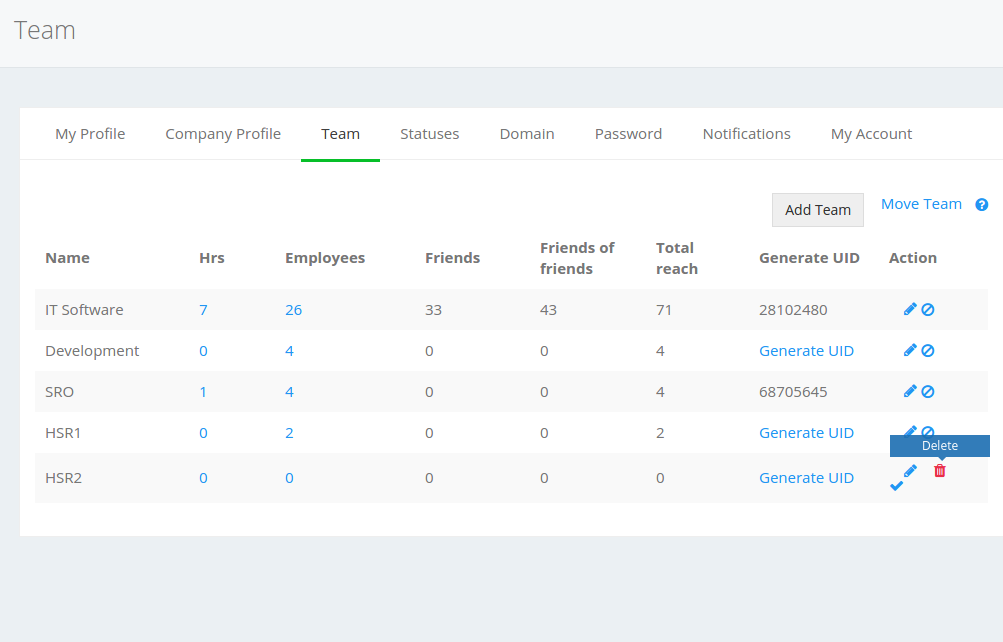 Team
My Profile Company Profile Team Statuses Domain Password Notifications My Account
Add Team Move Team ?
Name Hrs Employees Friends Friends of friends Total reach Generate UID Action
IT Software 7 26 33 43 71 28102480
Development 0 4 0 0 4 Generate UID
SRO 1 4 0 0 4 68705645
HSR1 0 2 0 0 2 Generate UID
Delete
HSR2 0 0 0 0 0 Generate UID